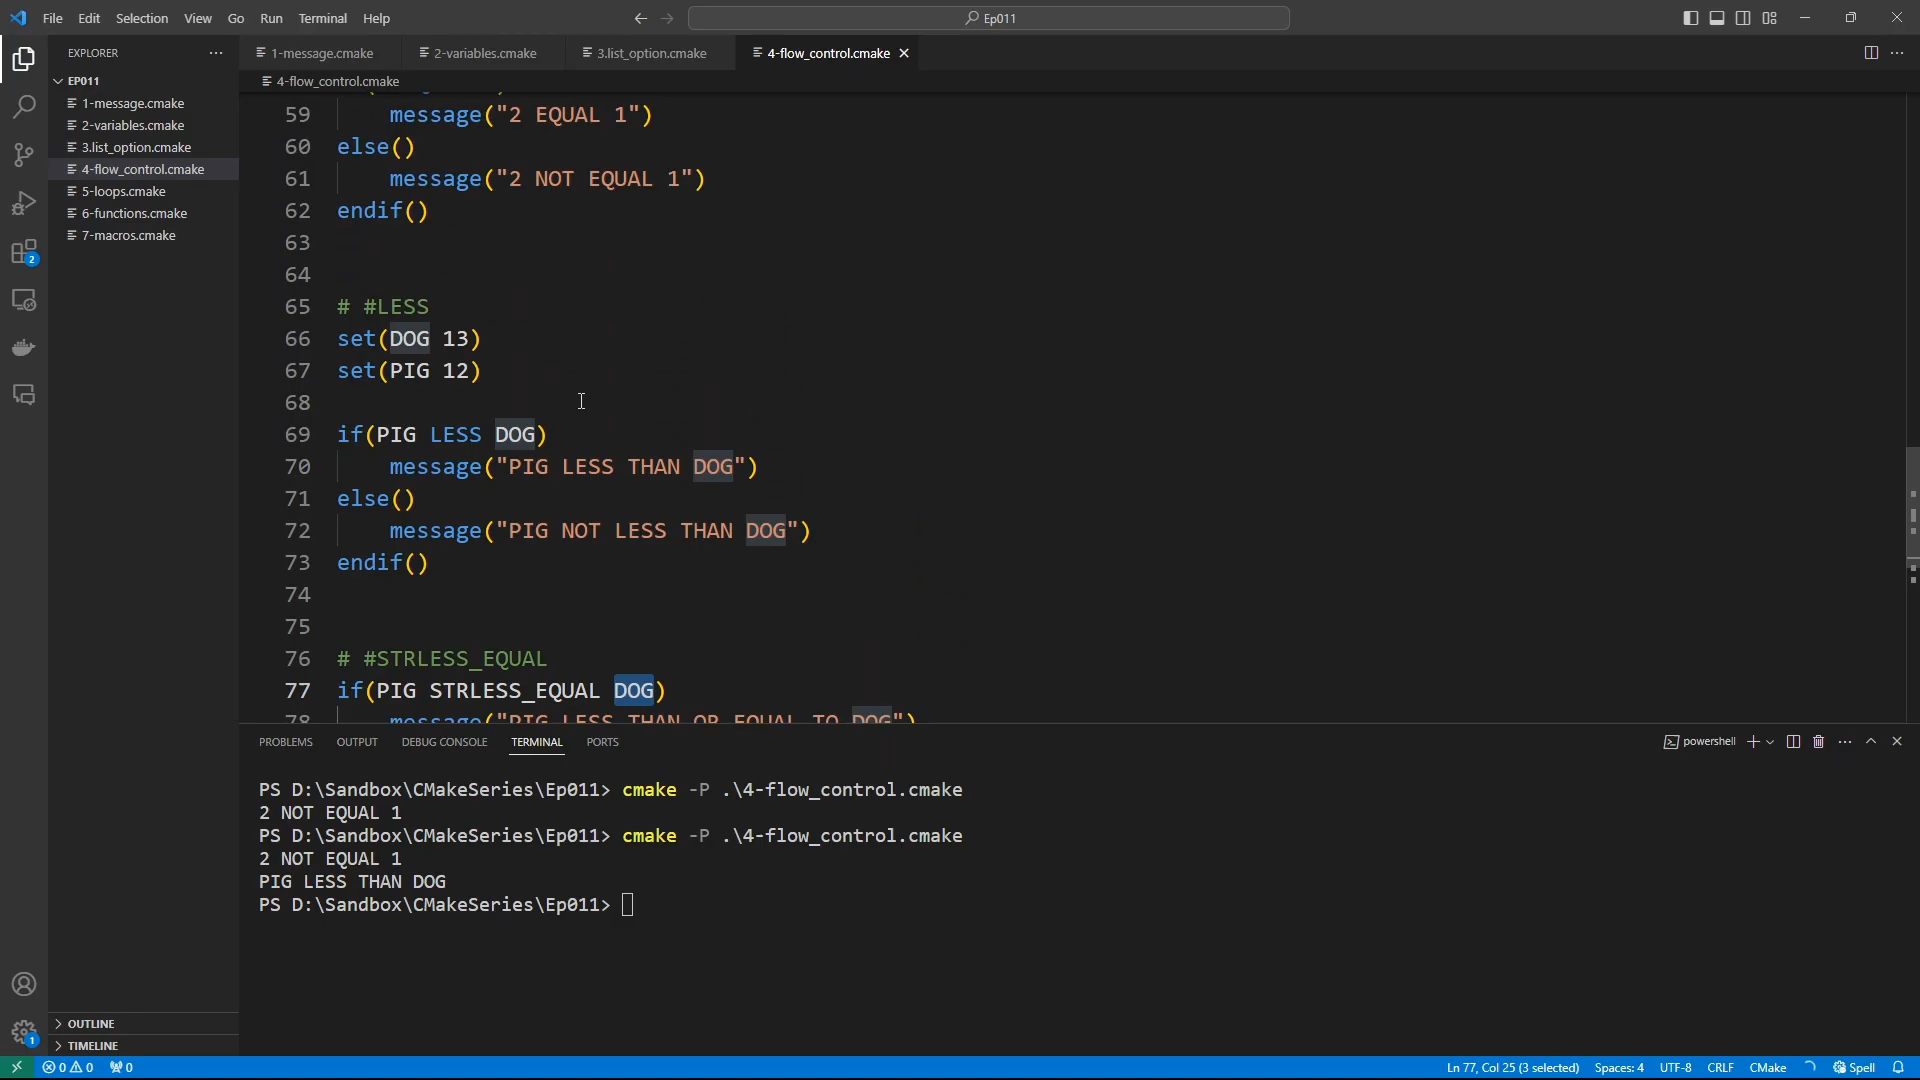 File Edit Selection View Go Run Terminal Help
Ep011
EXPLORER
1-message.cmake 2-variables.cmake 3.list_option.cmake 4-flow_control.cmake
EP011
4-flow_control.cmake
1-message.cmake
2-variables.cmake
3.list_option.cmake
4-flow_control.cmake
5-loops.cmake
6-functions.cmake
7-macros.cmake
2
59 message("2 EQUAL 1")
60 else()
61 message("2 NOT EQUAL 1")
62 endif()
63
64
65 # #LESS
66 set(DOG 13)
67 set(PIG 12)
68
69 if(PIG LESS DOG)
70 message("PIG LESS THAN DOG")
71 else()
72 message("PIG NOT LESS THAN DOG")
73 endif()
74
75
76 # #STRLESS_EQUAL
77 if(PIG STRLESS_EQUAL DOG)
78 message("PIG LESS THAN OR EQUAL TO DOG")
PROBLEMS OUTPUT DEBUG CONSOLE TERMINAL PORTS
powershell
PS D:\Sandbox\CMakeSeries\Ep011> cmake -P .\4-flow_control.cmake
2 NOT EQUAL 1
PS D:\Sandbox\CMakeSeries\Ep011> cmake -P .\4-flow_control.cmake
2 NOT EQUAL 1
PIG LESS THAN DOG
PS D:\Sandbox\CMakeSeries\Ep011>
OUTLINE
1
TIMELINE
0 0 0
Ln 77, Col 25 (3 selected) Spaces: 4 UTF-8 CRLF CMake Spell